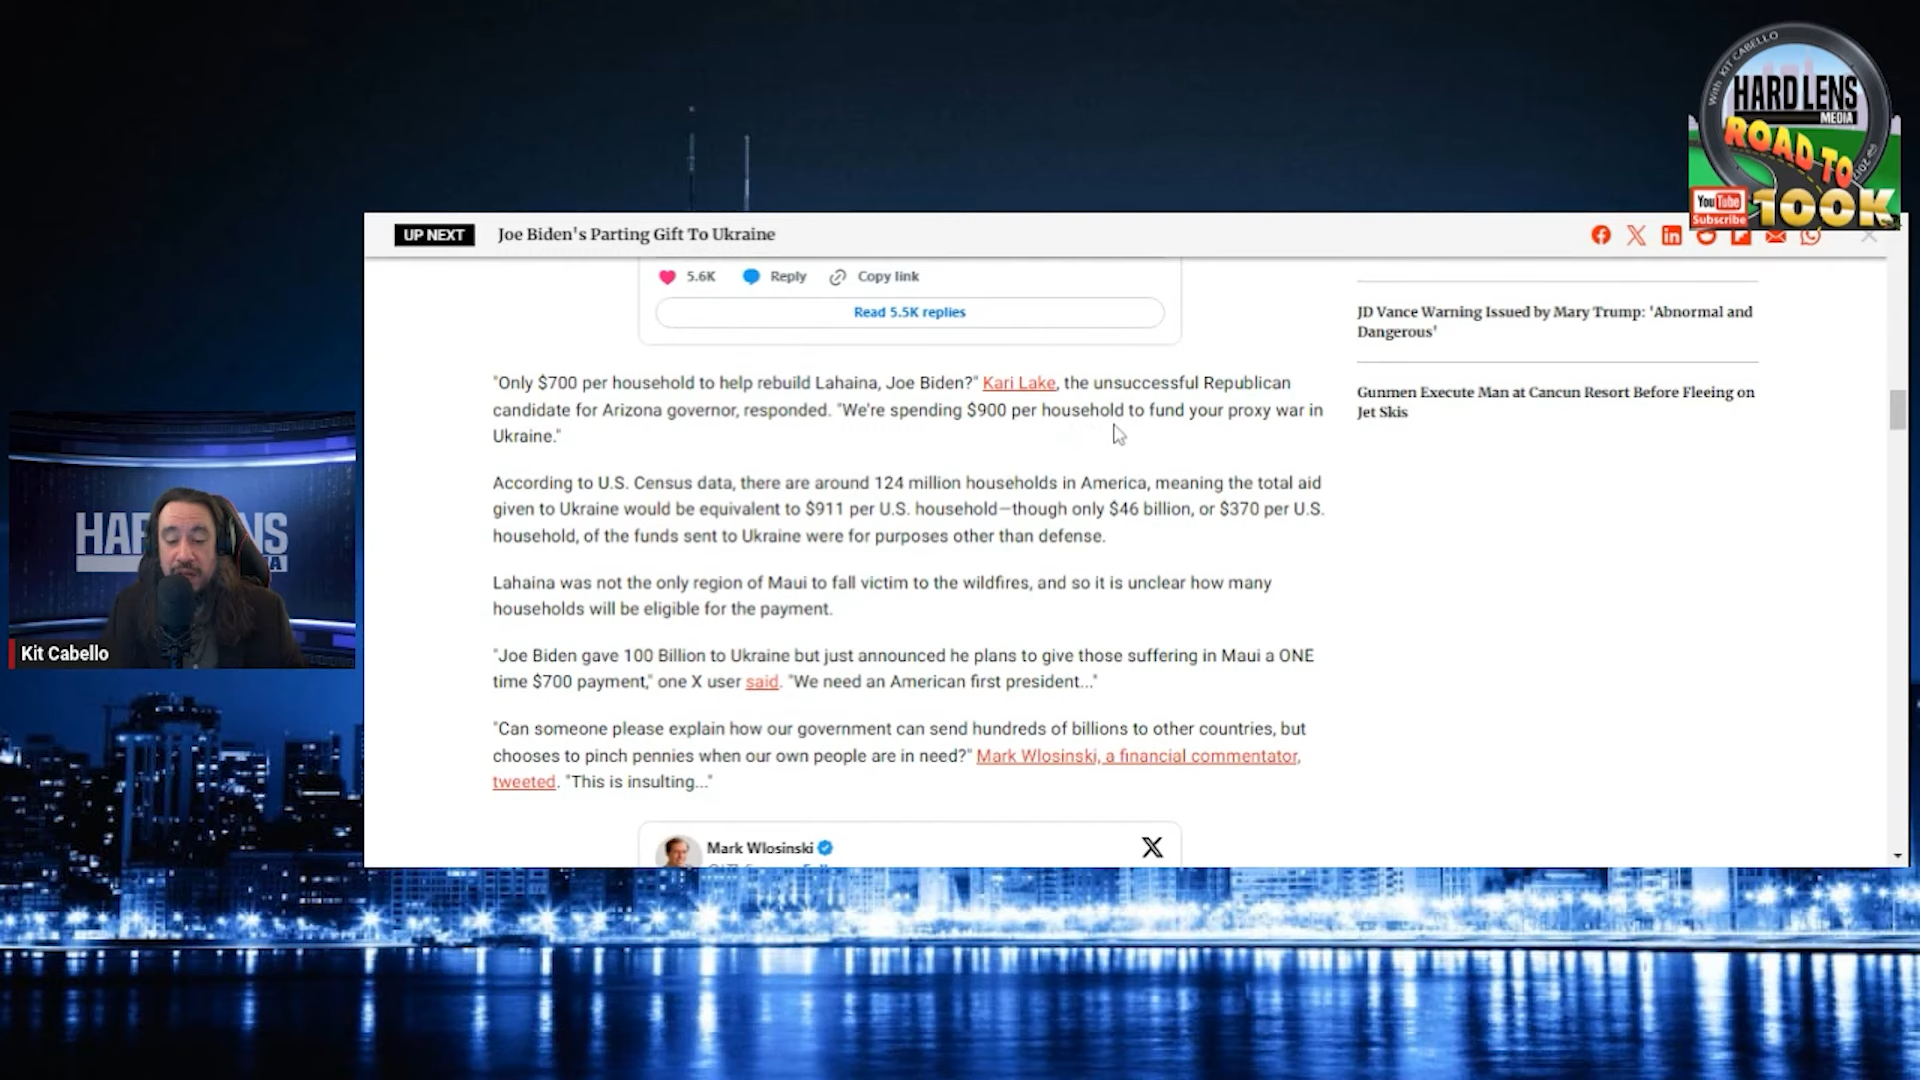 With KIT CABELLO
HARD LENS
MEDIA
ROAD TO
YouTube
Subscribe
100K
UP NEXT
Joe Biden's Parting Gift To Ukraine
5.6K Reply Copy link
Read 5.5K replies
"Only $700 per household to help rebuild Lahaina, Joe Biden?" Kari Lake, the unsuccessful Republican
candidate for Arizona governor, responded. "We're spending $900 per household to fund your proxy war in
Ukraine."
According to U.S. Census data, there are around 124 million households in America, meaning the total aid
given to Ukraine would be equivalent to $911 per U.S. household—though only $46 billion, or $370 per U.S.
household, of the funds sent to Ukraine were for purposes other than defense.
Lahaina was not the only region of Maui to fall victim to the wildfires, and so it is unclear how many
households will be eligible for the payment.
"Joe Biden gave 100 Billion to Ukraine but just announced he plans to give those suffering in Maui a ONE
time $700 payment," one X user said. "We need an American first president..."
"Can someone please explain how our government can send hundreds of billions to other countries, but
chooses to pinch pennies when our own people are in need?" Mark Wlosinski, a financial commentator,
tweeted. "This is insulting..."
Mark Wlosinski
JD Vance Warning Issued by Mary Trump: 'Abnormal and
Dangerous'
Gunmen Execute Man at Cancun Resort Before Fleeing on
Jet Skis
Kit Cabello